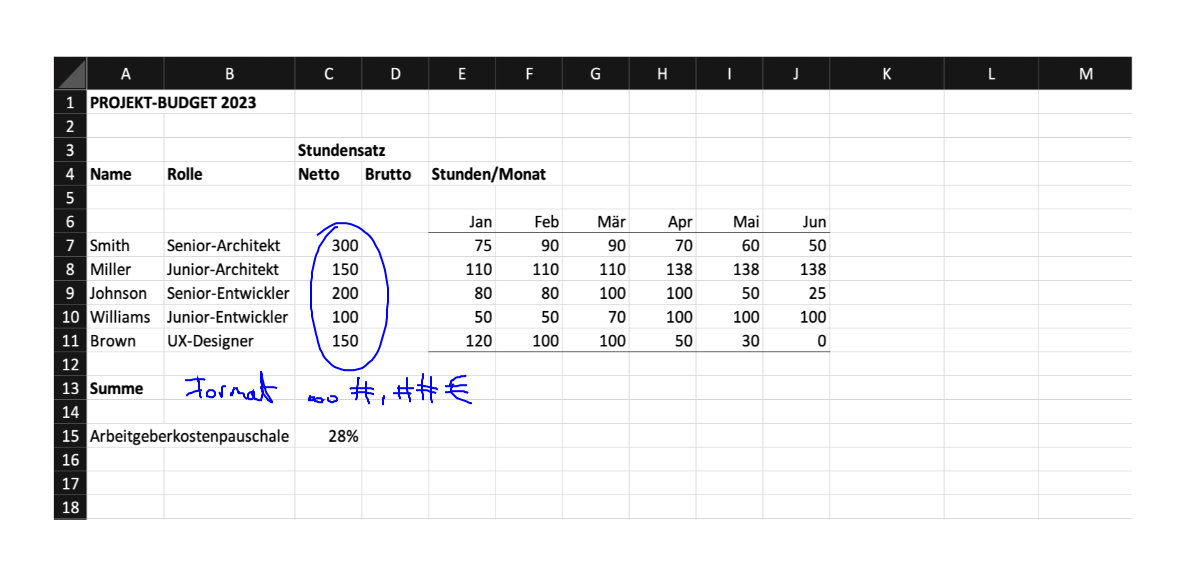 A B C D E F G H I J K L M
1 PROJEKT-BUDGET 2023
2
3 Stundensatz
4 Name Rolle Netto Brutto Stunden/Monat
5
6 Jan Feb Mär Apr Mai Jun
7 Smith Senior-Architekt 300 75 90 90 70 60 50
8 Miller Junior-Architekt 150 110 110 110 138 138 138
9 Johnson Senior-Entwickler 200 80 80 100 100 50 25
10 Williams Junior-Entwickler 100 50 50 70 100 100 100
11 Brown UX-Designer 150 120 100 100 50 30 0
12
13 Summe Format #,##€
14
15 Arbeitgeberkostenpauschale 28%
16
17
18